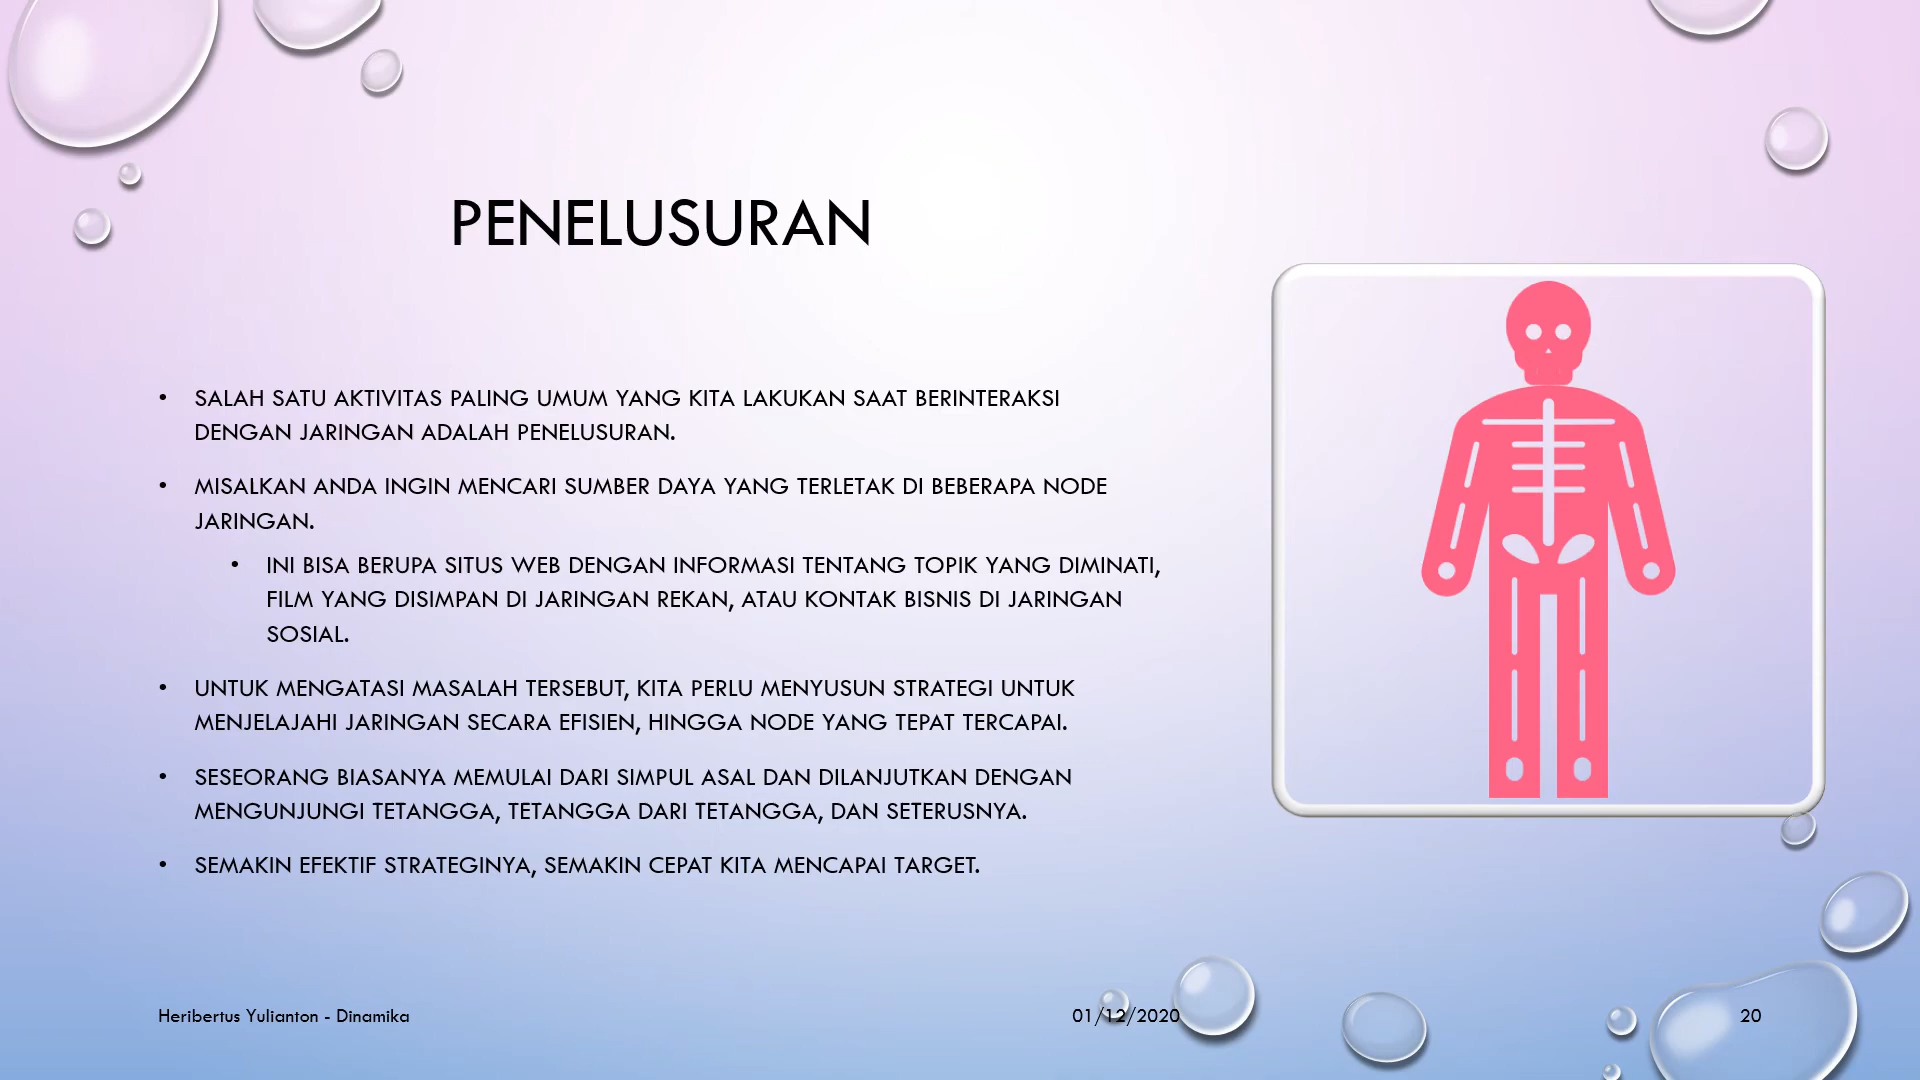 PENELUSURAN
• SALAH SATU AKTIVITAS PALING UMUM YANG KITA LAKUKAN SAAT BERINTERAKSI
DENGAN JARINGAN ADALAH PENELUSURAN.
• MISALKAN ANDA INGIN MENCARI SUMBER DAYA YANG TERLETAK DI BEBERAPA NODE
JARINGAN.
• INI BISA BERUPA SITUS WEB DENGAN INFORMASI TENTANG TOPIK YANG DIMINATI,
FILM YANG DISIMPAN DI JARINGAN REKAN, ATAU KONTAK BISNIS DI JARINGAN
SOSIAL.
• UNTUK MENGATASI MASALAH TERSEBUT, KITA PERLU MENYUSUN STRATEGI UNTUK
MENJELAJAHI JARINGAN SECARA EFISIEN, HINGGA NODE YANG TEPAT TERCAPAI.
• SESEORANG BIASANYA MEMULAI DARI SIMPUL ASAL DAN DILANJUTKAN DENGAN
MENGUNJUNGI TETANGGA, TETANGGA DARI TETANGGA, DAN SETERUSNYA.
• SEMAKIN EFEKTIF STRATEGINYA, SEMAKIN CEPAT KITA MENCAPAI TARGET.
Heribertus Yulianton - Dinamika
01/12/2020
20